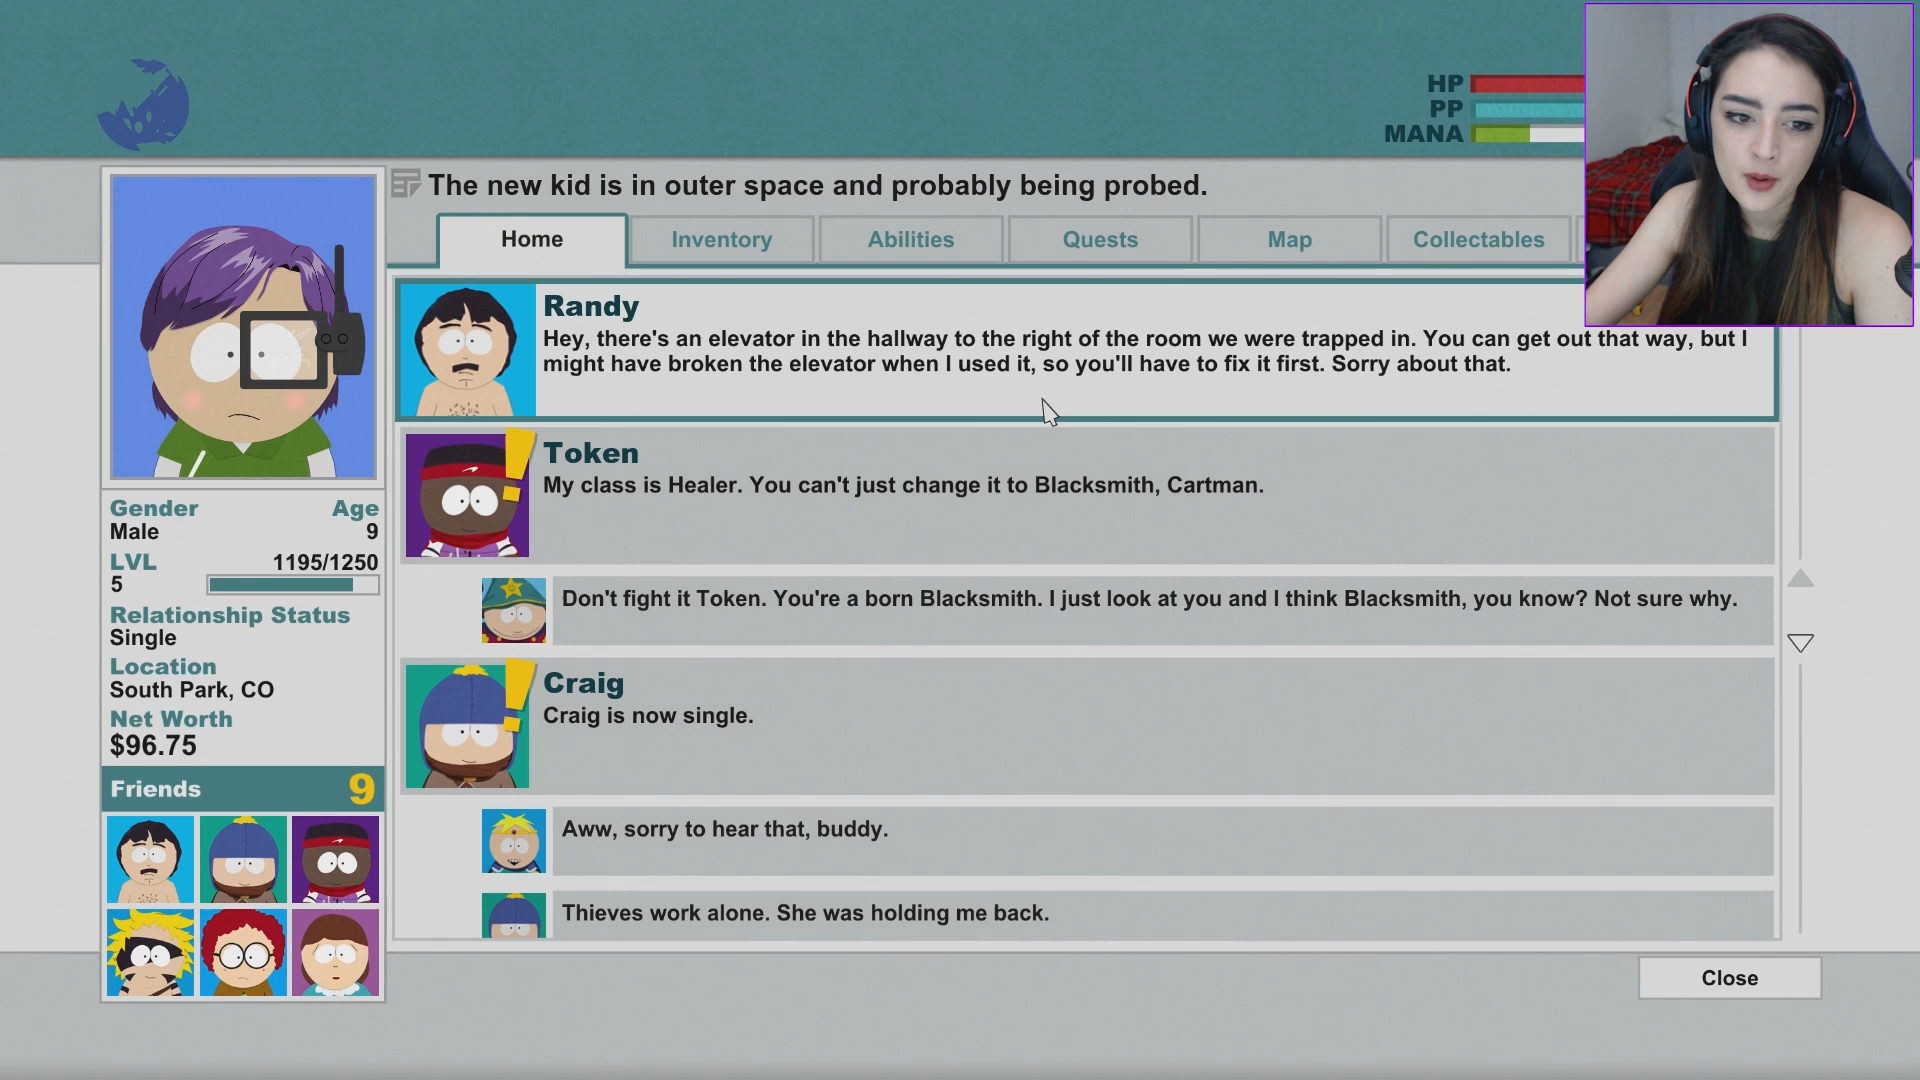 HP
PP
MANA
The new kid is in outer space and probably being probed.
Home
Inventory
Abilities
Quests
Map
Collectables
Randy
Hey, there's an elevator in the hallway to the right of the room we were trapped in. You can get out that way, but I
might have broken the elevator when I used it, so you'll have to fix it first. Sorry about that.
Token
My class is Healer. You can't just change it to Blacksmith, Cartman.
Don't fight it Token. You're a born Blacksmith. I just look at you and I think Blacksmith, you know? Not sure why.
Craig
Craig is now single.
Aww, sorry to hear that, buddy.
Thieves work alone. She was holding me back.
Gender Age
Male 9
LVL 1195/1250
5
Relationship Status
Single
Location
South Park, CO
Net Worth
$96.75
Friends 9
Close